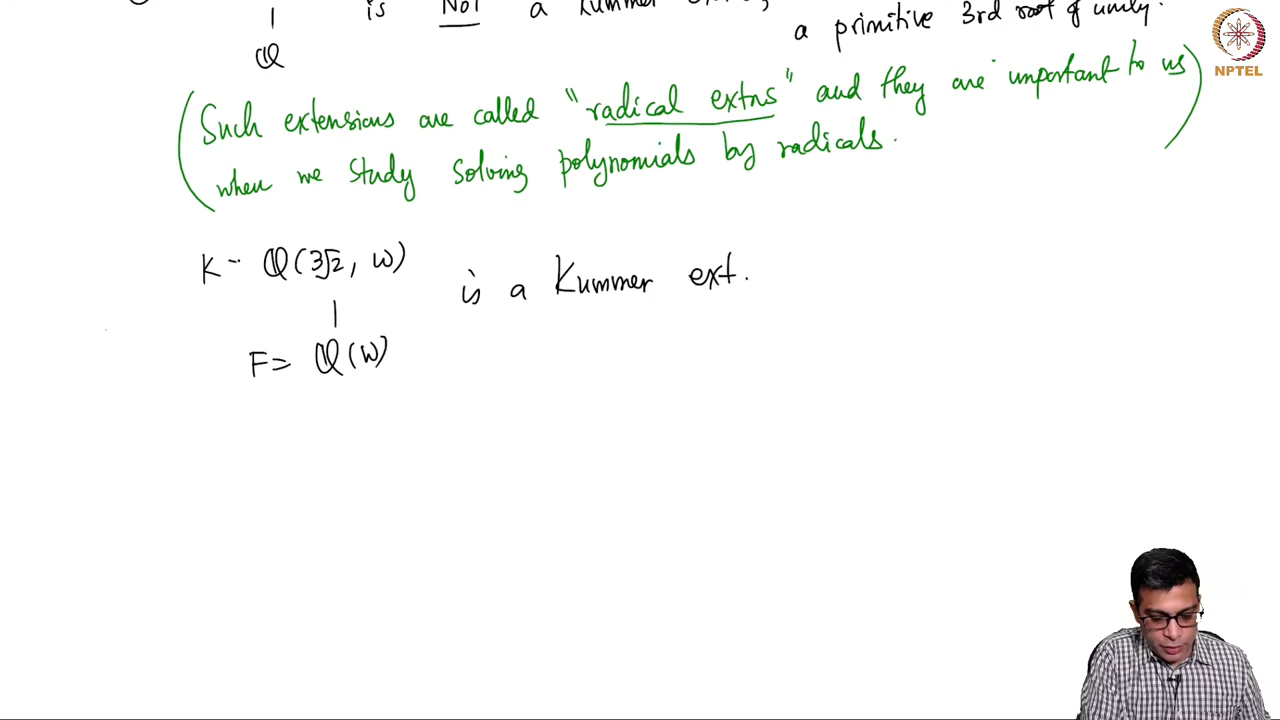 | is Not a Kummer
a primitive 3rd root of unity.
ℚ
NPTEL
(Such extensions are called "radical extns" and they are important to us
when we study solving polynomials by radicals.)
K = ℚ(3√2, ω) is a Kummer ext.
|
F = ℚ(ω)